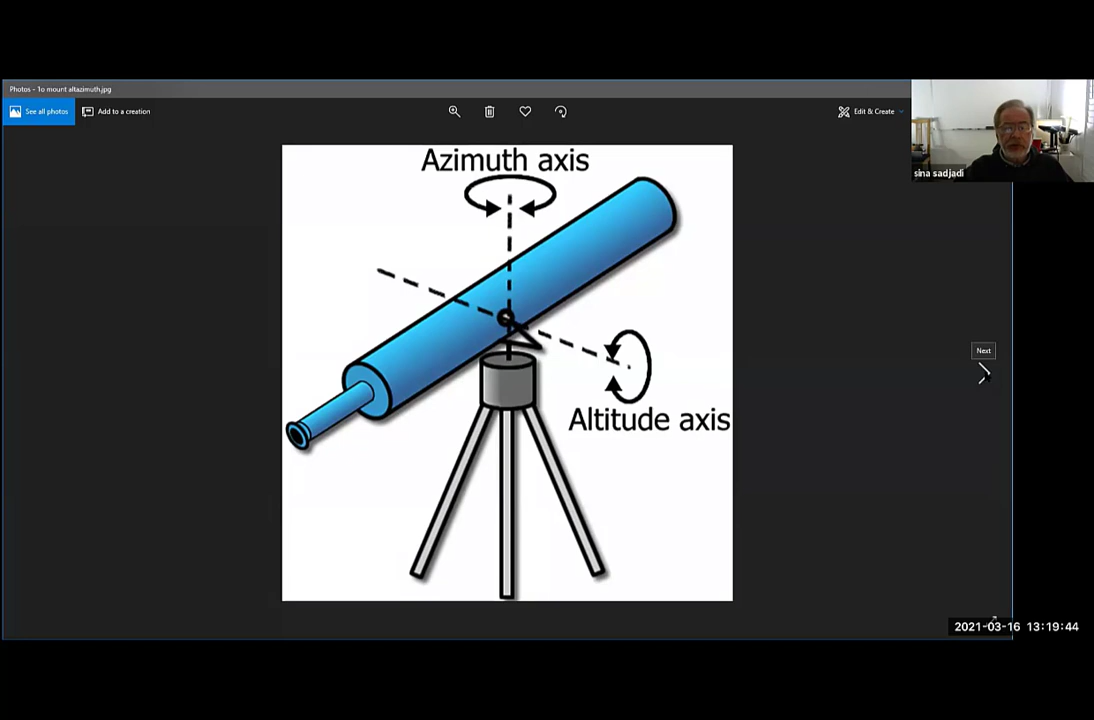 Photos - 1o mount altazimuth.jpg
See all photos
Add to a creation
Edit & Create
sina sadjadi
Azimuth axis
Next
Altitude axis
2021-03-16 13:19:44